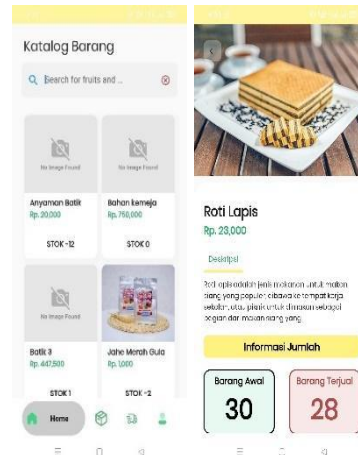 Katalog Barang
Search for fruits and ...
No Image Found
No Image Found
Anyaman Batik
Rp. 20,000
STOK -12
Bahan kemeja
Rp. 750,000
STOK 0
No Image Found
Batik 3
Rp. 447,500
STOK 1
Jahe Merah Gula
Rp. 1,000
STOK -2
Home
Roti Lapis
Rp. 23,000
Deskripsi
Roti lapis adalah jenis makanan untuk makan
siang yang populer, dibawa ke tempat kerja
sekolah, atau piknik untuk dimakan sebagai
bagian dari makan siang yang
Informasi Jumlah
Barang Awal
30
Barang Terjual
28